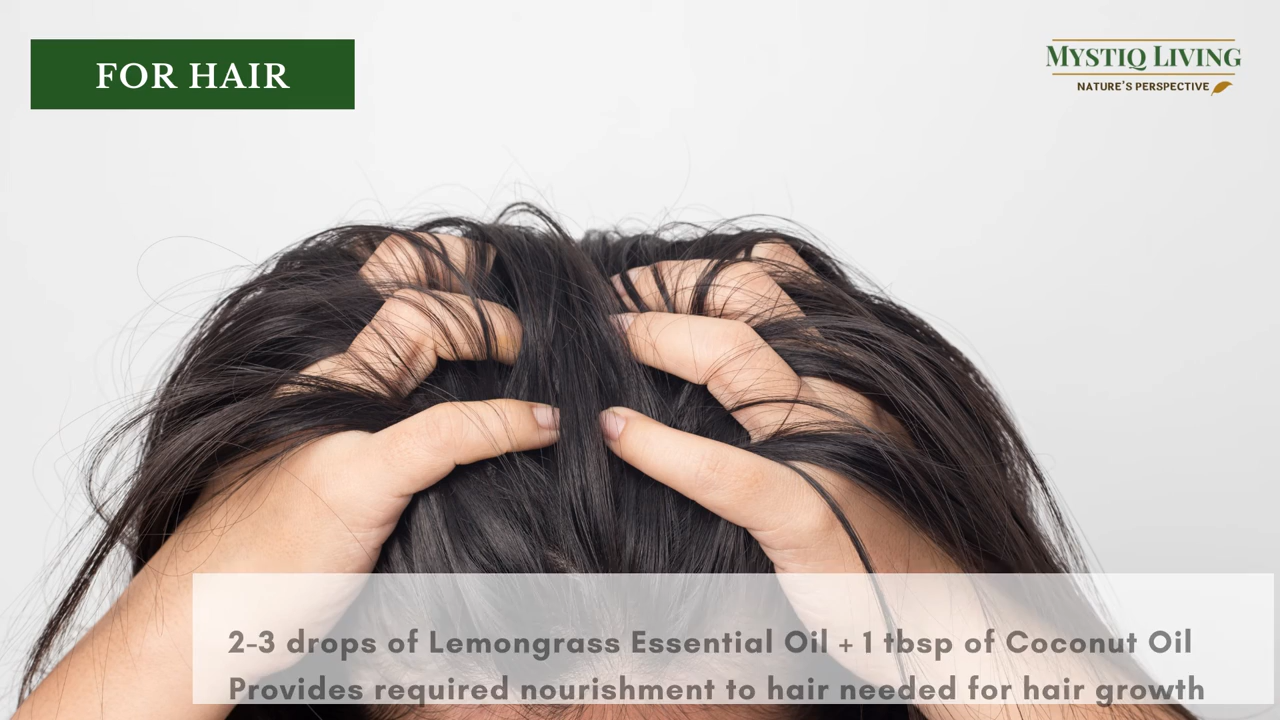 FOR HAIR
MYSTIQ LIVING
NATURE'S PERSPECTIVE
2-3 drops of Lemongrass Essential Oil + 1 tbsp of Coconut Oil
Provides required nourishment to hair needed for hair growth